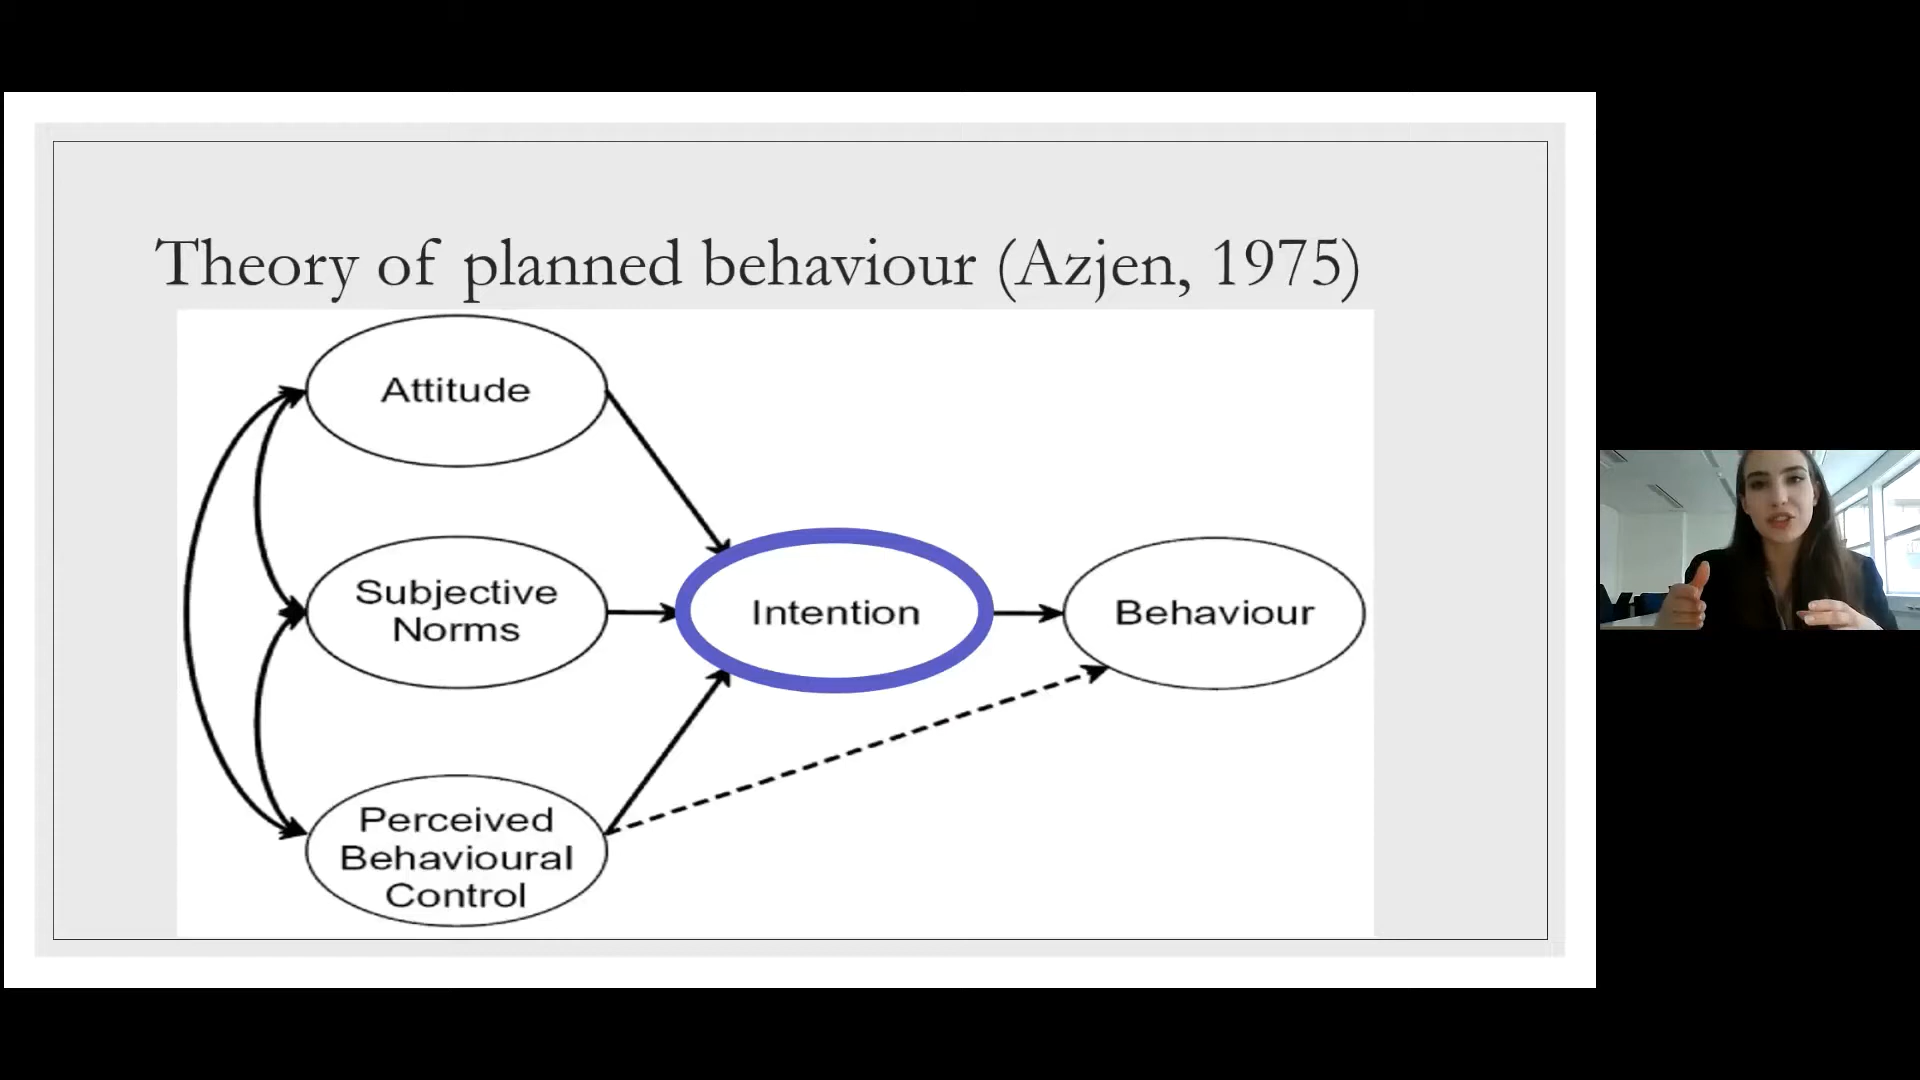 Theory of planned behaviour (Azjen, 1975)
Attitude
Subjective
Norms
Intention
Behaviour
Perceived
Behavioural
Control